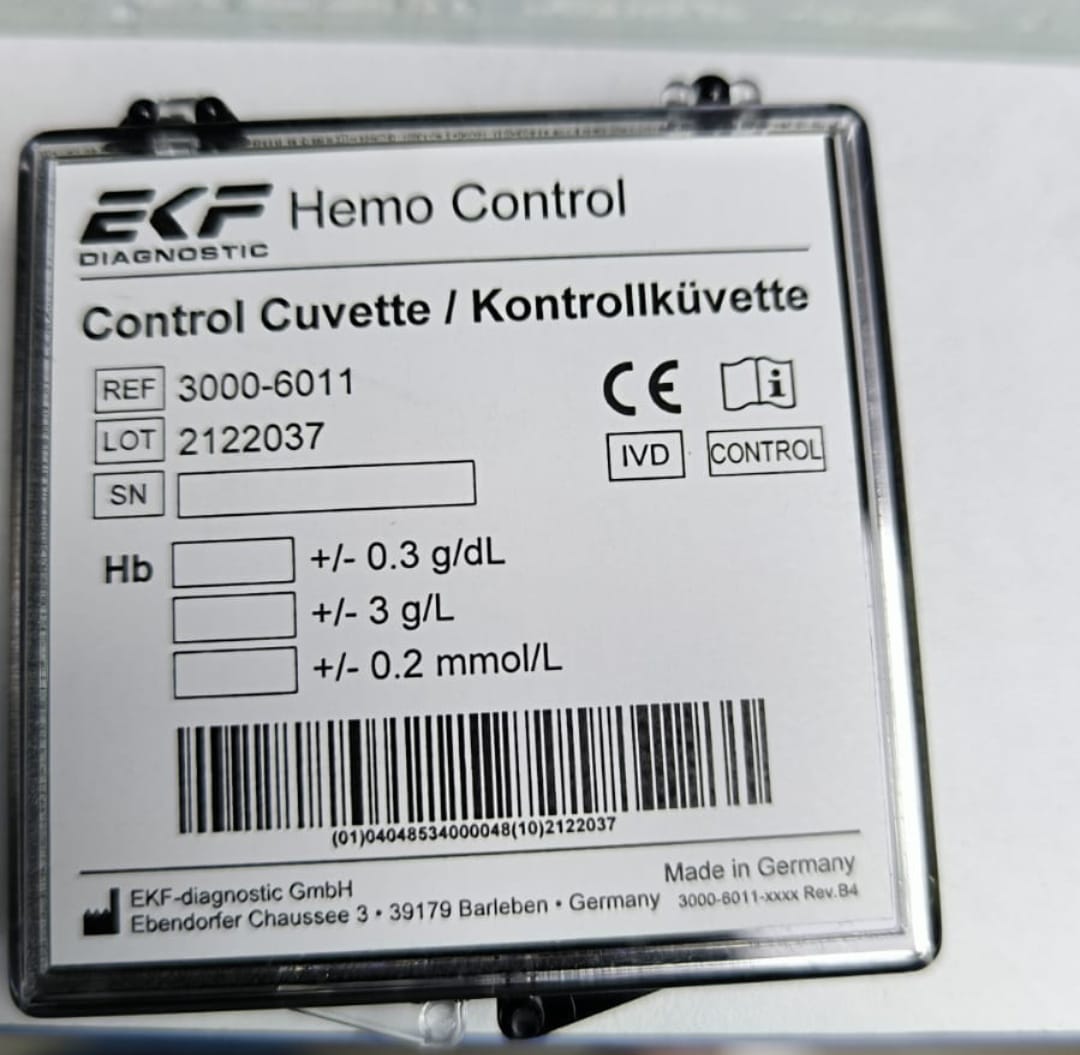 EKF Hemo Control
DIAGNOSTIC
Control Cuvette / Kontrollküvette
REF 3000-6011
LOT 2122037
SN
CE
IVD CONTROL
Hb +/- 0.3 g/dL
+/- 3 g/L
+/- 0.2 mmol/L
(01)04048534000048(10)2122037
Made in Germany
EKF-diagnostic GmbH
Ebendorfer Chaussee 3 • 39179 Barleben • Germany 3000-6011-xxxx Rev.B4